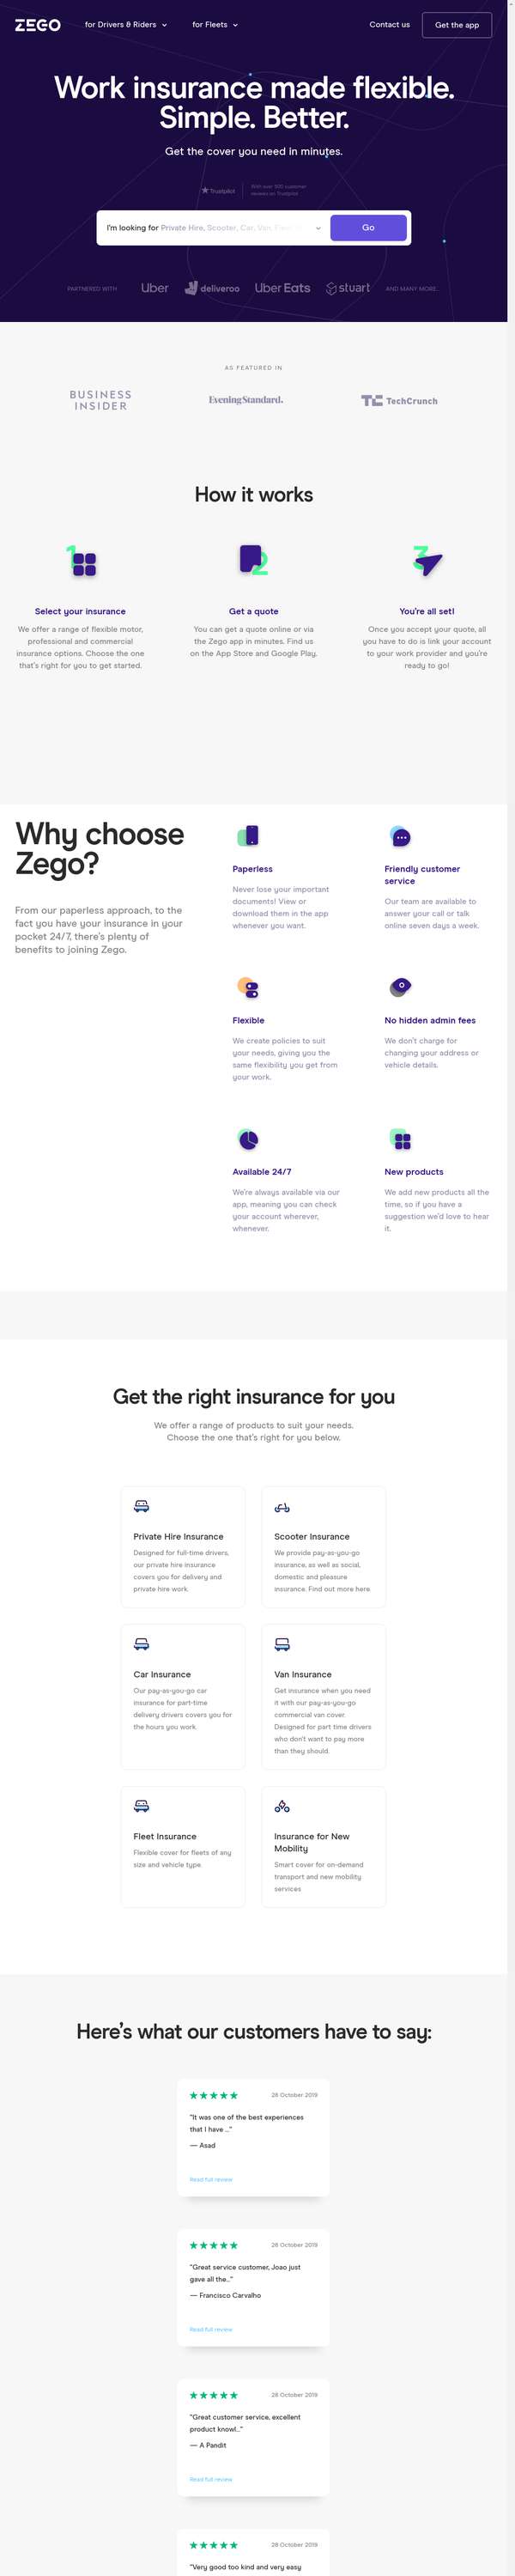 ZEGO
for Drivers & Riders
for Fleets
Contact us
Get the app
Work insurance made flexible.
Simple. Better.
Get the cover you need in minutes.
Trustpilot
With over 900 customer
reviews on Trustpilot
I'm looking for Private Hire, Scooter, Car, Van,
Go
PARTNERED WITH
Uber
deliveroo
Uber Eats
stuart
AND MANY MORE...
AS FEATURED IN
BUSINESS
INSIDER
Evening Standard.
TC TechCrunch
How it works
1
2
3
Select your insurance
We offer a range of flexible motor,
professional and commercial
insurance options. Choose the one
that's right for you to get started.
Get a quote
You can get a quote online or via
the Zego app in minutes. Find us
on the App Store and Google Play.
You're all set!
Once you accept your quote, all
you have to do is link your account
to your work provider and you're
ready to go!
Why choose
Zego?
From our paperless approach, to the
fact you have your insurance in your
pocket 24/7, there's plenty of
benefits to joining Zego.
Paperless
Never lose your important
documents! View or
download them in the app
whenever you want.
Friendly customer
service
Our team are available to
answer your call or talk
online seven days a week.
Flexible
We create policies to suit
your needs, giving you the
same flexibility you get from
your work.
No hidden admin fees
We don't charge for
changing your address or
vehicle details.
Available 24/7
We're always available via our
app, meaning you can check
your account wherever,
whenever.
New products
We add new products all the
time, so if you have a
suggestion we'd love to hear
it.
Get the right insurance for you
We offer a range of products to suit your needs.
Choose the one that's right for you below.
Private Hire Insurance
Designed for full-time drivers,
our private hire insurance
covers you for delivery and
private hire work.
Scooter Insurance
We provide pay-as-you-go
insurance, as well as social,
domestic and pleasure
insurance. Find out more here
Car Insurance
Our pay-as-you-go car
insurance for part-time
delivery drivers covers you for
the hours you work.
Van Insurance
Get insurance when you need
it with our pay-as-you-go
commercial van cover.
Designed for part time drivers
who don't want to pay more
than they should.
Fleet Insurance
Flexible cover for fleets of any
size and vehicle type
Insurance for New
Mobility
Smart cover for on-demand
transport and new mobility
services
Here's what our customers have to say:
28 October 2019
"It was one of the best experiences
that I have ..."
— Asad
Read full review
28 October 2019
"Great service customer, Joao just
gave all the..."
— Francisco Carvalho
Read full review
28 October 2019
"Great customer service, excellent
product knowl..."
— A Pandit
Read full review
28 October 2019
"Very good too kind and very easy